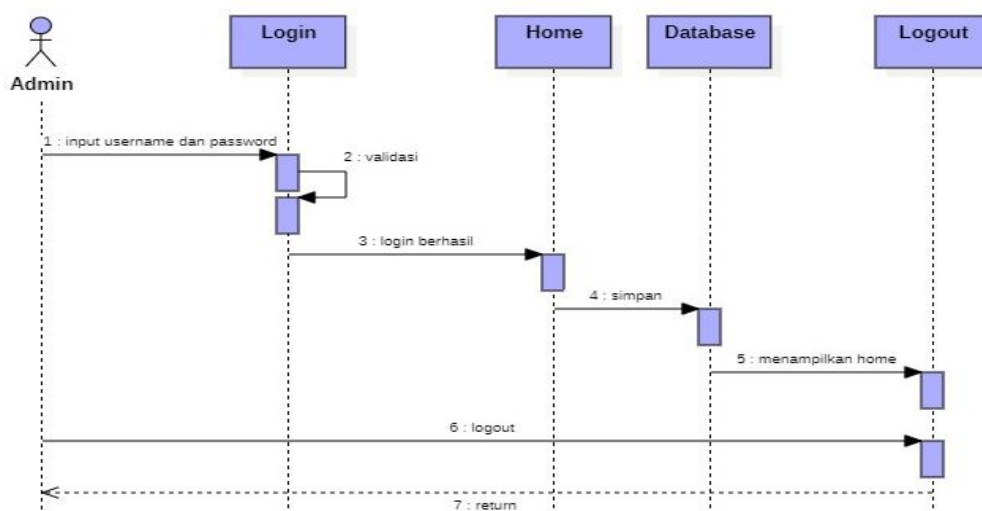 Login
Home
Database
Logout
Admin
1 : input username dan password
2 : validasi
3 : login berhasil
4 : simpan
5 : menampilkan home
6 : logout
7 : return